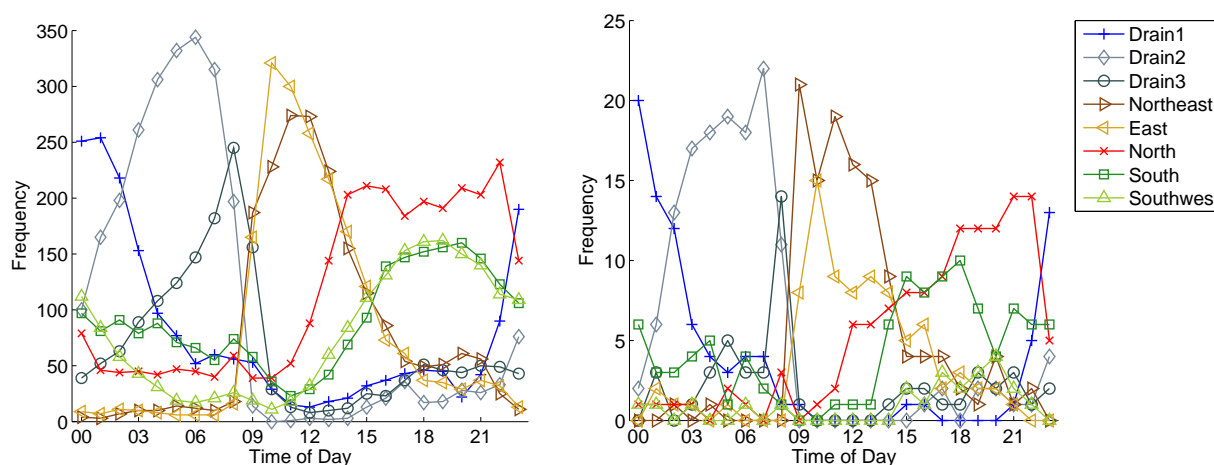 350
300
250
200
150
100
50
0
Frequency
00 03 06 09 12 15 18 21
Time of Day
25
20
15
10
5
0
Frequency
00 03 06 09 12 15 18 21
Time of Day
Drain1
Drain2
Drain3
Northeast
East
North
South
Southwes